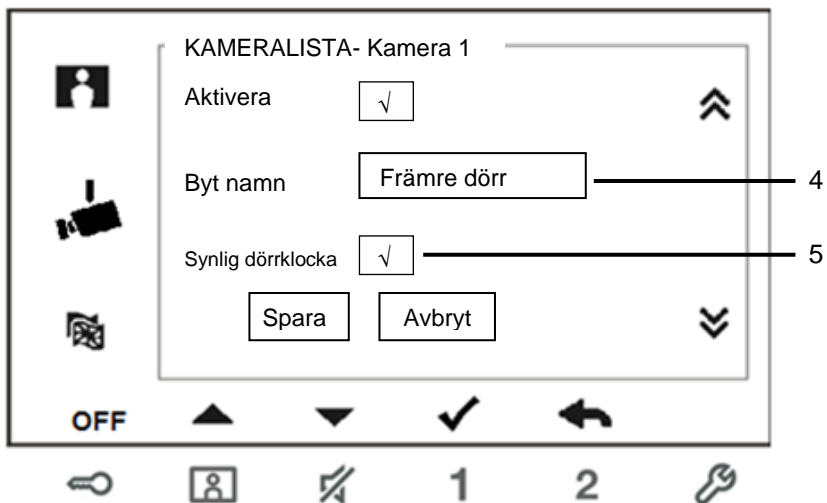 KAMERALISTA- Kamera 1
Aktivera √
Byt namn Främre dörr 4
Synlig dörrklocka √ 5
Spara Avbryt
OFF
1 2